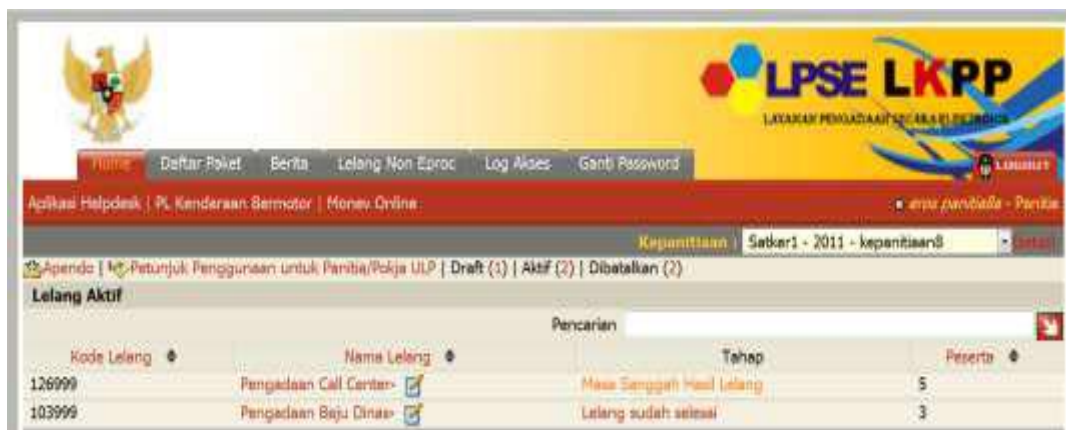 LPSE LKPP
LAYANAN PENGADAAN SECARA ELEKTRONIK
Home Daftar Paket Berita Lelang Non Eproc Log Akses Ganti Password LOGOUT
Aplikasi Helpdesk | PL Kendaraan Bermotor | Monev Online - Panitia
Kepanitiaan : Satker1 - 2011 - kepanitiaan8
Apendo | Petunjuk Penggunaan untuk Panitia/Pokja ULP | Draft (1) | Aktif (2) | Dibatalkan (2)
Lelang Aktif
Pencarian
Kode Lelang Nama Lelang Tahap Peserta
126999 Pengadaan Call Center» Masa Sanggah Hasil Lelang 5
103999 Pengadaan Baju Dinas» Lelang sudah selesai 3